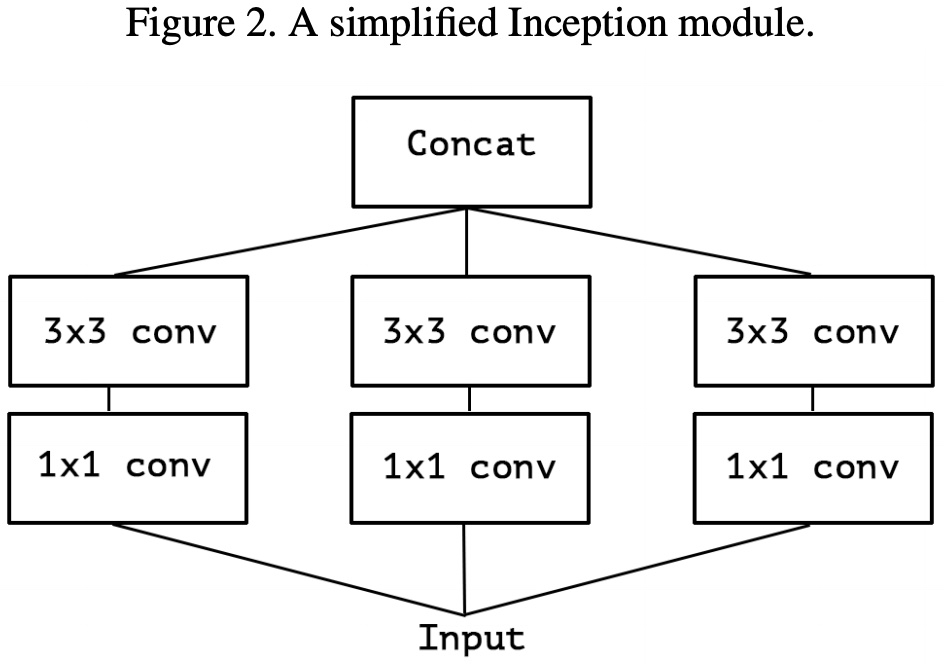 Figure 2. A simplified Inception module.
Concat
3x3 conv 3x3 conv 3x3 conv
1x1 conv 1x1 conv 1x1 conv
Input